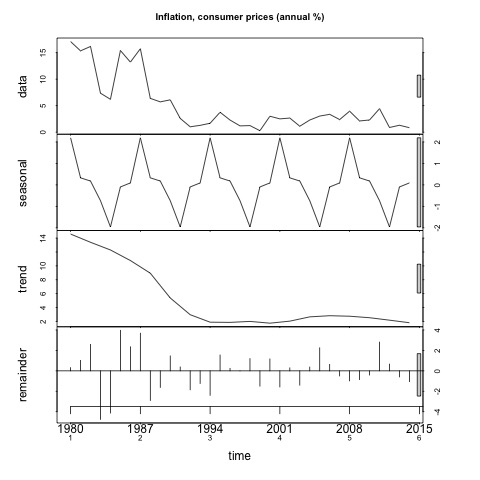 Inflation, consumer prices (annual %)
data
0 5 10 15
seasonal
-2 -1 0 1 2
trend
2 4 6 8 10 14
remainder
-4 -2 0 2 4
1980 1987 1994 2001 2008 2015
1 2 3 4 5 6
time